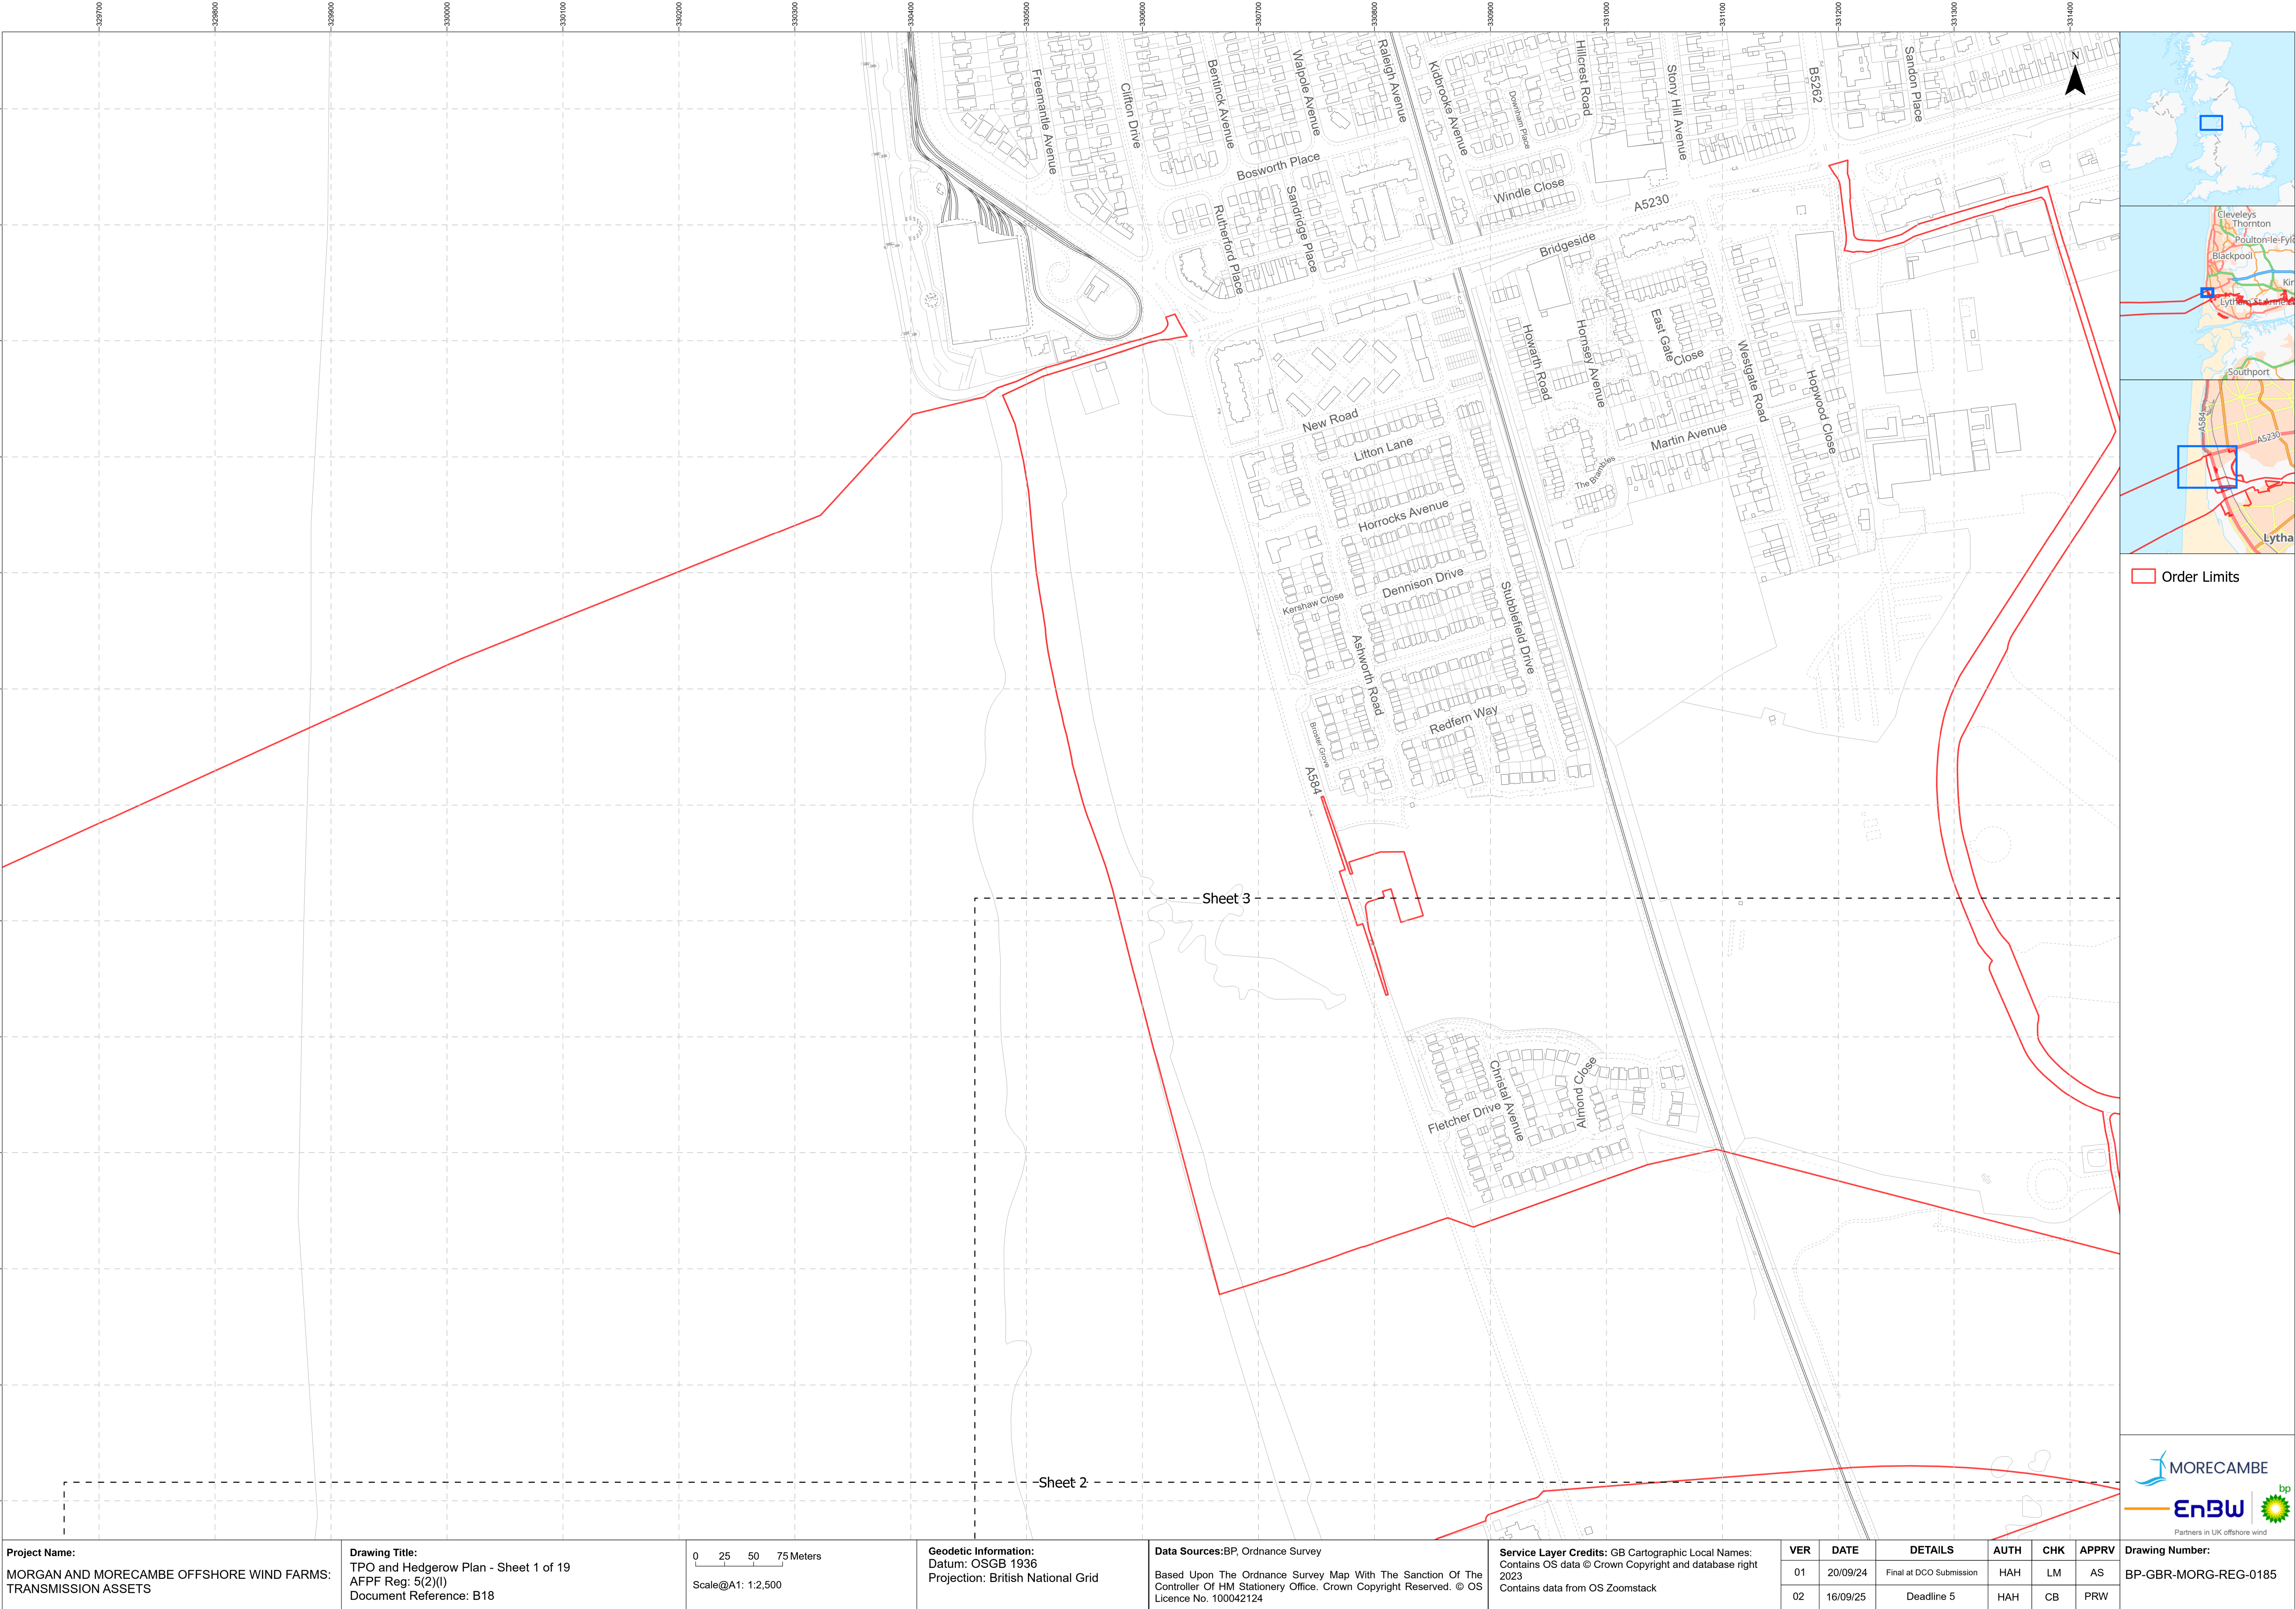 329700
329800
329900
330000
330100
330200
330300
330400
330500
330600
330700
330800
330900
331000
331100
331200
331300
331400
Freemantle Avenue
Clifton Drive
Bentinck Avenue
Walpole Avenue
Raleigh Avenue
Kidbrooke Avenue
Downham Place
Hillcrest Road
Stony Hill Avenue
B5262
Sandon Place
N
Bosworth Place
Sandridge Place
Rutherford Place
Windle Close
A5230
Bridgeside
Howarth Road
Hornsey Avenue
East Gate
Close
Westgate Road
Hopwood Close
New Road
Litton Lane
Martin Avenue
The Brambles
Horrocks Avenue
Dennison Drive
Kershaw Close
Stubblefield Drive
Ashworth Road
Redfern Way
Broster Grove
A584
Sheet 3
Christal Avenue
Almond Close
Fletcher Drive
Sheet 2
Cleveleys
Thornton
Poulton-le-Fyld
Blackpool
Kir
Lytham St Anne's
Southport
A584
A5230
Lytha
Order Limits
MORECAMBE
EnBW
bp
Partners in UK offshore wind
Project Name:
MORGAN AND MORECAMBE OFFSHORE WIND FARMS:
TRANSMISSION ASSETS
Drawing Title:
TPO and Hedgerow Plan - Sheet 1 of 19
AFPF Reg: 5(2)(l)
Document Reference: B18
0 25 50 75 Meters
Scale@A1: 1:2,500
Geodetic Information:
Datum: OSGB 1936
Projection: British National Grid
Data Sources:BP, Ordnance Survey
Based Upon The Ordnance Survey Map With The Sanction Of The
Controller Of HM Stationery Office. Crown Copyright Reserved. © OS
Licence No. 100042124
Service Layer Credits: GB Cartographic Local Names:
Contains OS data © Crown Copyright and database right
2023
Contains data from OS Zoomstack
VER DATE DETAILS AUTH CHK APPRV
01 20/09/24 Final at DCO Submission HAH LM AS
02 16/09/25 Deadline 5 HAH CB PRW
Drawing Number:
BP-GBR-MORG-REG-0185